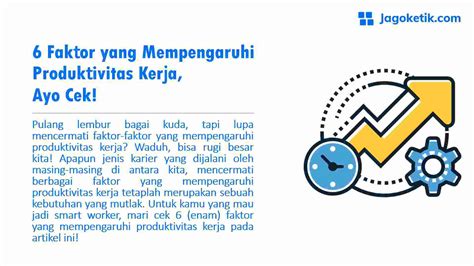 Jagoketik.com
6 Faktor yang Mempengaruhi
Produktivitas Kerja,
Ayo Cek!
Pulang lembur bagai kuda, tapi lupa
mencermati faktor-faktor yang mempengaruhi
produktivitas kerja? Waduh, bisa rugi besar
kita! Apapun jenis karier yang dijalani oleh
masing-masing di antara kita, mencermati
berbagai faktor yang mempengaruhi
produktivitas kerja tetaplah merupakan sebuah
kebutuhan yang mutlak. Untuk kamu yang mau
jadi smart worker, mari cek 6 (enam) faktor
yang mempengaruhi produktivitas kerja pada
artikel ini!